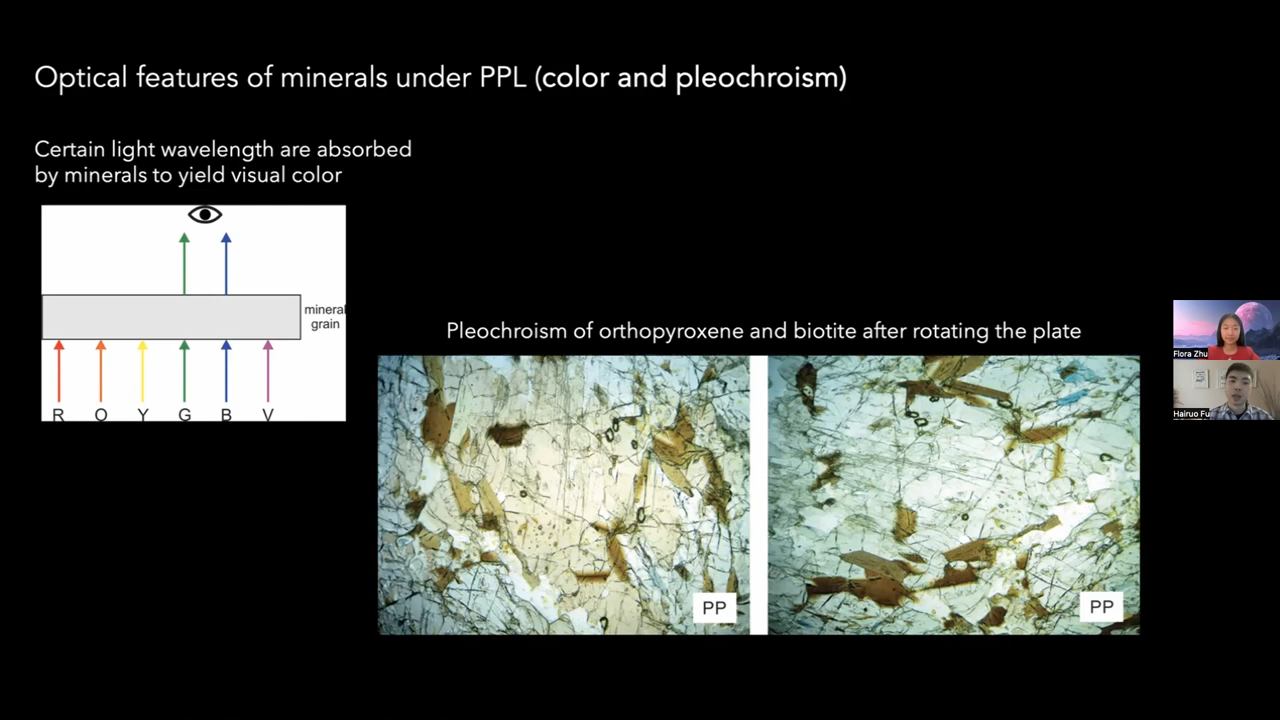 Optical features of minerals under PPL (color and pleochroism)
Certain light wavelength are absorbed
by minerals to yield visual color
mineral
grain
R O Y G B V
Pleochroism of orthopyroxene and biotite after rotating the plate
PP
PP
Flora Zhu
Hairuo Fu